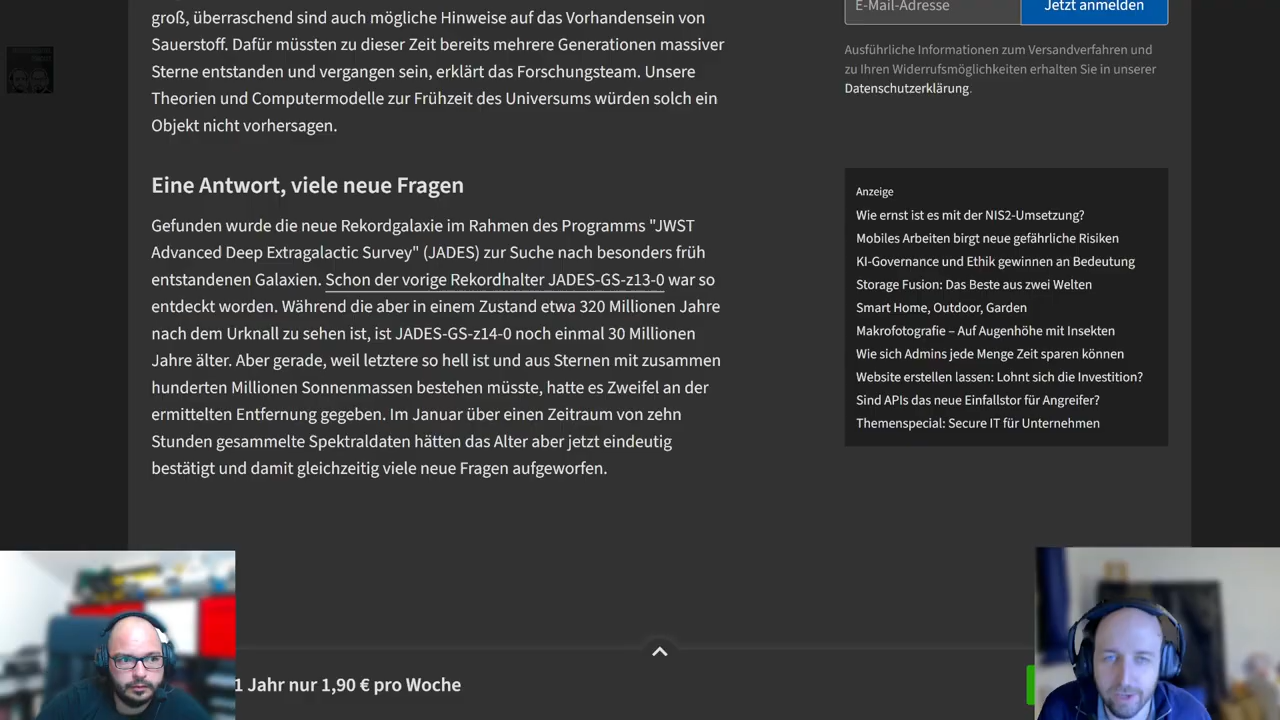 groß, überraschend sind auch mögliche Hinweise auf das Vorhandensein von
Sauerstoff. Dafür müssten zu dieser Zeit bereits mehrere Generationen massiver
Sterne entstanden und vergangen sein, erklärt das Forschungsteam. Unsere
Theorien und Computermodelle zur Frühzeit des Universums würden solch ein
Objekt nicht vorhersagen.
Eine Antwort, viele neue Fragen
Gefunden wurde die neue Rekordgalaxie im Rahmen des Programms "JWST
Advanced Deep Extragalactic Survey" (JADES) zur Suche nach besonders früh
entstandenen Galaxien. Schon der vorige Rekordhalter JADES-GS-z13-0 war so
entdeckt worden. Während die aber in einem Zustand etwa 320 Millionen Jahre
nach dem Urknall zu sehen ist, ist JADES-GS-z14-0 noch einmal 30 Millionen
Jahre älter. Aber gerade, weil letztere so hell ist und aus Sternen mit zusammen
hunderten Millionen Sonnenmassen bestehen müsste, hatte es Zweifel an der
ermittelten Entfernung gegeben. Im Januar über einen Zeitraum von zehn
Stunden gesammelte Spektraldaten hätten das Alter aber jetzt eindeutig
bestätigt und damit gleichzeitig viele neue Fragen aufgeworfen.
E-Mail-Adresse
Jetzt anmelden
Ausführliche Informationen zum Versandverfahren und
zu Ihren Widerrufsmöglichkeiten erhalten Sie in unserer
Datenschutzerklärung.
Anzeige
Wie ernst ist es mit der NIS2-Umsetzung?
Mobiles Arbeiten birgt neue gefährliche Risiken
KI-Governance und Ethik gewinnen an Bedeutung
Storage Fusion: Das Beste aus zwei Welten
Smart Home, Outdoor, Garden
Makrofotografie – Auf Augenhöhe mit Insekten
Wie sich Admins jede Menge Zeit sparen können
Website erstellen lassen: Lohnt sich die Investition?
Sind APIs das neue Einfallstor für Angreifer?
Themenspecial: Secure IT für Unternehmen
1 Jahr nur 1,90 € pro Woche